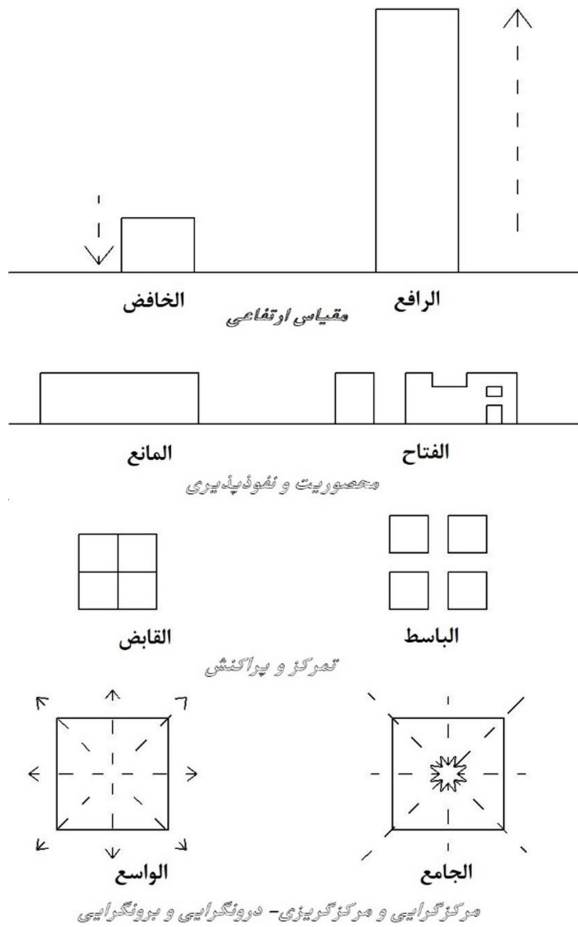 الرافع الخافض
مقیاس ارتفاعی
الفتاح المانع
محصوریت و نفوذپذیری
الباسط القابض
تمرکز و پراکنش
الجامع الواسع
مرکزگرایی و مرکزگریزی- درونگرایی و برونگرایی